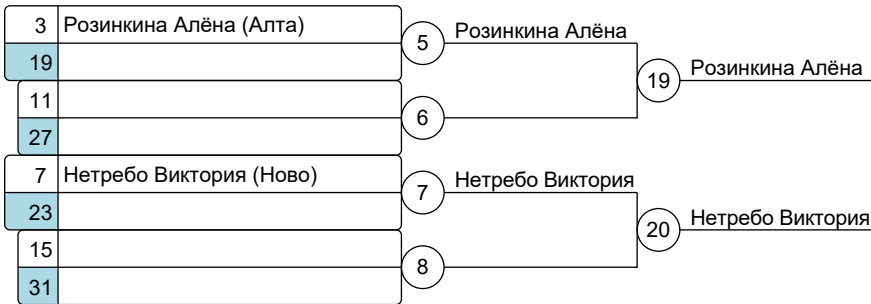 3 Розинкина Алёна (Алта)
5 Розинкина Алёна
19
19 Розинкина Алёна
11
6
27
7 Нетребо Виктория (Ново)
7 Нетребо Виктория
23
20 Нетребо Виктория
15
8
31